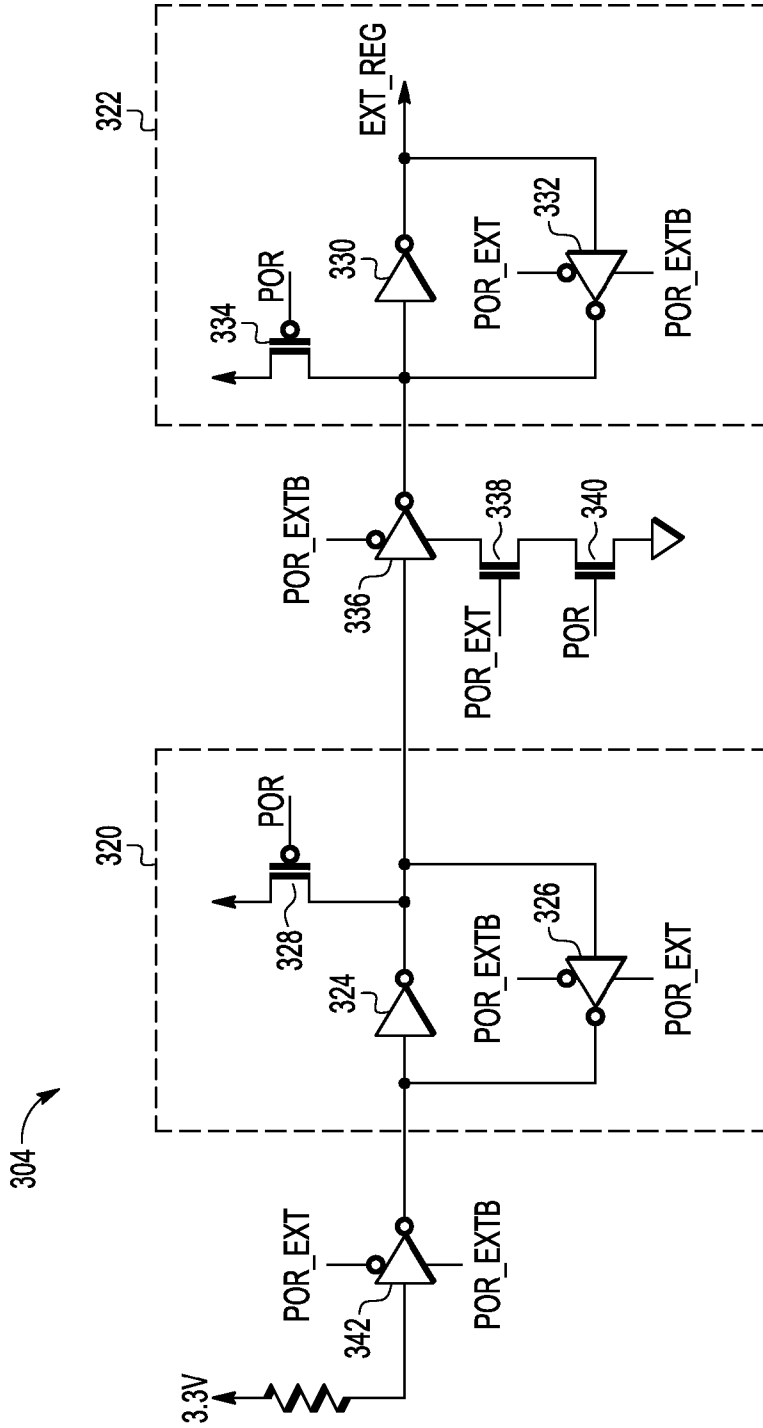 304
3.3V
POR_EXT
342
POR_EXTB
320
328
POR
324
POR_EXTB
326
POR_EXT
POR_EXTB
336
POR_EXT
338
POR
340
322
334
POR
330
EXT_REG
POR_EXT
332
POR_EXTB